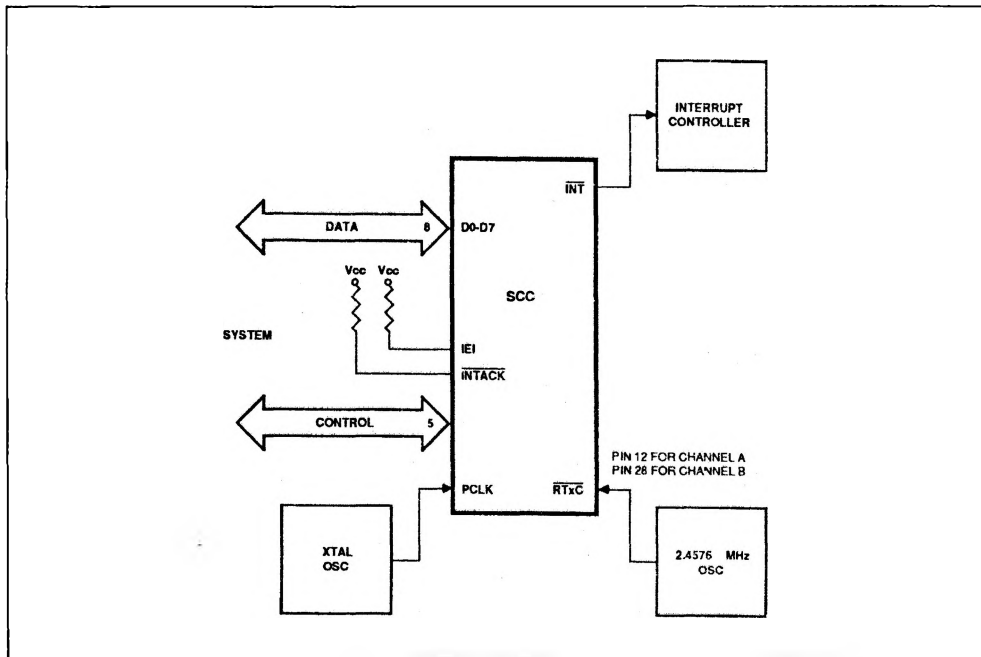 INTERRUPT
CONTROLLER
INT
DATA 8 D0-D7
Vcc Vcc
SCC
SYSTEM
IEI
INTACK
CONTROL 5
PIN 12 FOR CHANNEL A
PIN 28 FOR CHANNEL B
PCLK RTxC
XTAL
OSC
2.4576 MHz
OSC